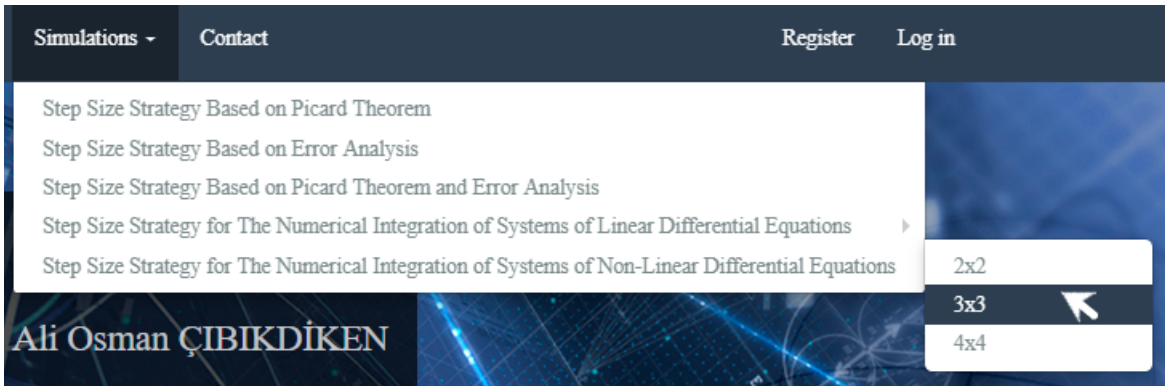 Simulations Contact Register Log in
Step Size Strategy Based on Picard Theorem
Step Size Strategy Based on Error Analysis
Step Size Strategy Based on Picard Theorem and Error Analysis
Step Size Strategy for The Numerical Integration of Systems of Linear Differential Equations
Step Size Strategy for The Numerical Integration of Systems of Non-Linear Differential Equations
2x2
3x3
4x4
Ali Osman ÇIBIKDİKEN